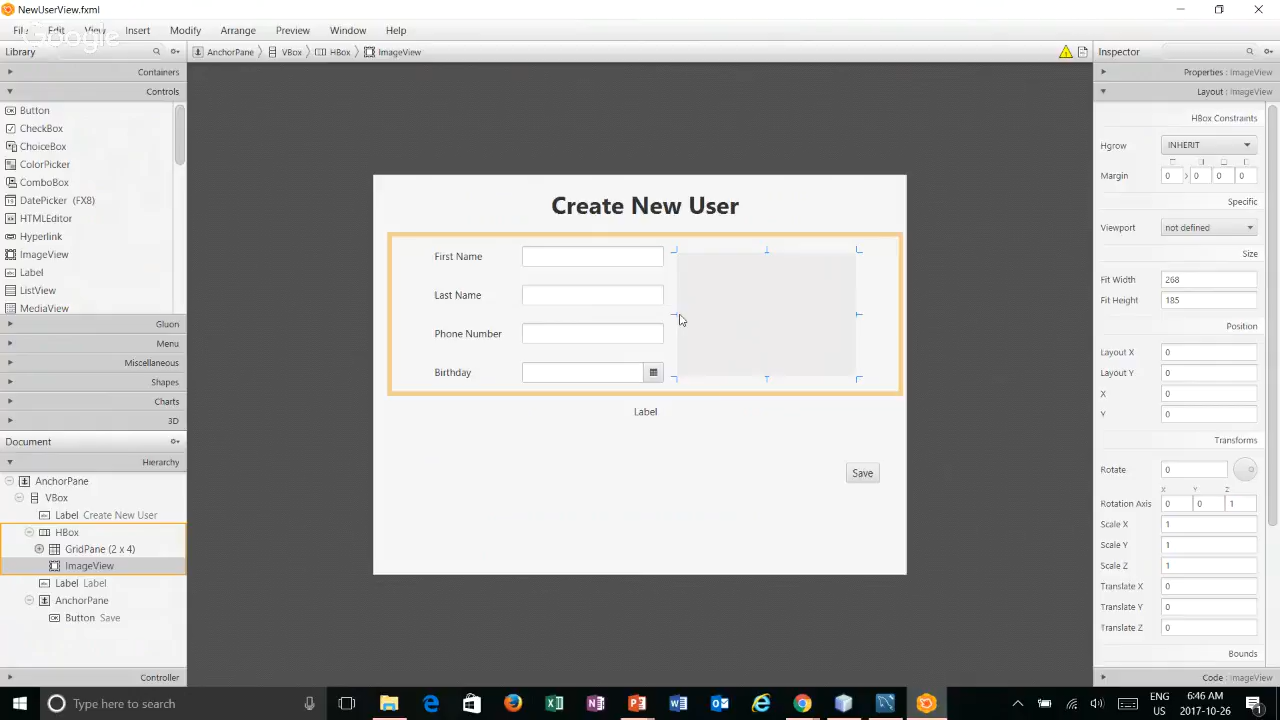 NewUserView.fxml
File Edit View Insert Modify Arrange Preview Window Help
Google
Library
AnchorPane VBox HBox ImageView
Inspector
Containers
Controls
Button
CheckBox
ChoiceBox
ColorPicker
ComboBox
DatePicker (FX8)
HTMLEditor
Hyperlink
ImageView
Label
ListView
MediaView
Gluon
Menu
Miscellaneous
Shapes
Charts
3D
Document
Hierarchy
AnchorPane
VBox
Label Create New User
HBox
GridPane (2 x 4)
ImageView
Label Label
AnchorPane
Button Save
Controller
Create New User
First Name
Last Name
Phone Number
Birthday
Label
Save
Properties : ImageView
Layout : ImageView
HBox Constraints
Hgrow INHERIT
Margin 0 0 0 0
Specific
Viewport not defined
Size
Fit Width 268
Fit Height 185
Position
Layout X 0
Layout Y 0
X 0
Y 0
Transforms
Rotate 0
X Y Z
Rotation Axis 0 0 1
Scale X 1
Scale Y 1
Scale Z 1
Translate X 0
Translate Y 0
Translate Z 0
Bounds
Code : ImageView
Type here to search
ENG 6:46 AM
US 2017-10-26